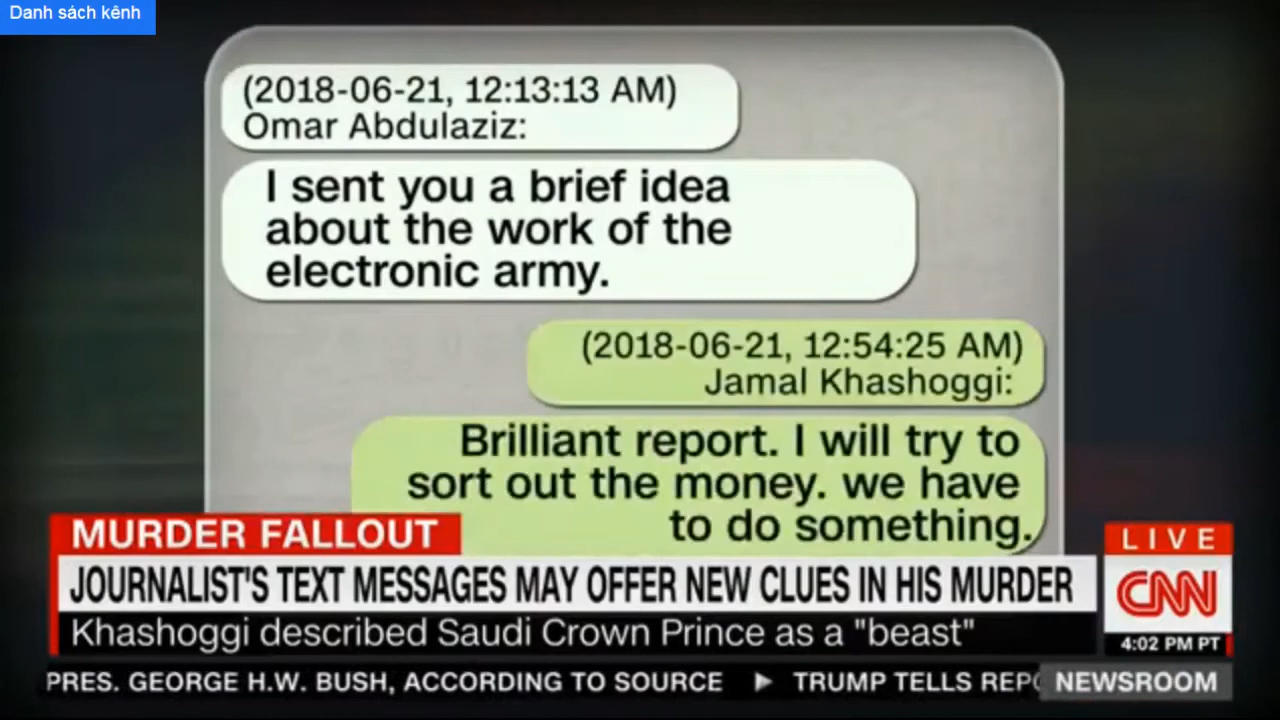 Danh sách kênh
(2018-06-21, 12:13:13 AM)
Omar Abdulaziz:
I sent you a brief idea
about the work of the
electronic army.
(2018-06-21, 12:54:25 AM)
Jamal Khashoggi:
Brilliant report. I will try to
sort out the money. we have
to do something.
MURDER FALLOUT
JOURNALIST'S TEXT MESSAGES MAY OFFER NEW CLUES IN HIS MURDER
Khashoggi described Saudi Crown Prince as a "beast"
LIVE
CNN
4:02 PM PT
PRES. GEORGE H.W. BUSH, ACCORDING TO SOURCE ▶ TRUMP TELLS
NEWSROOM